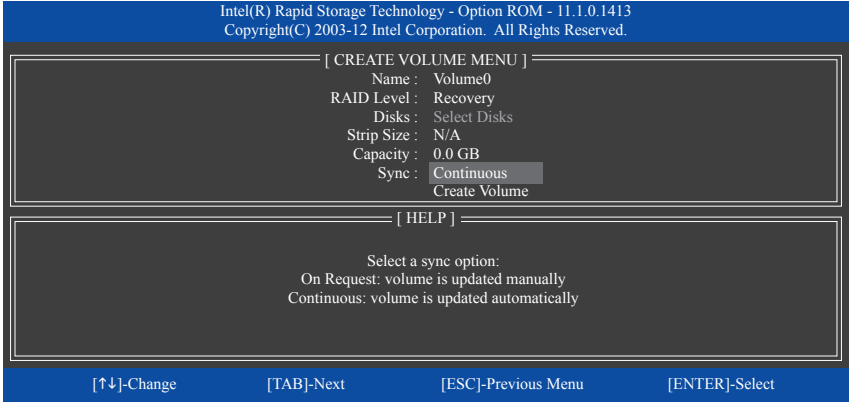 Intel(R) Rapid Storage Technology - Option ROM - 11.1.0.1413
Copyright(C) 2003-12 Intel Corporation. All Rights Reserved.
[ CREATE VOLUME MENU ]
Name : Volume0
RAID Level : Recovery
Disks : Select Disks
Strip Size : N/A
Capacity : 0.0 GB
Sync : Continuous
Create Volume
[ HELP ]
Select a sync option:
On Request: volume is updated manually
Continuous: volume is updated automatically
[↑↓]-Change [TAB]-Next [ESC]-Previous Menu [ENTER]-Select